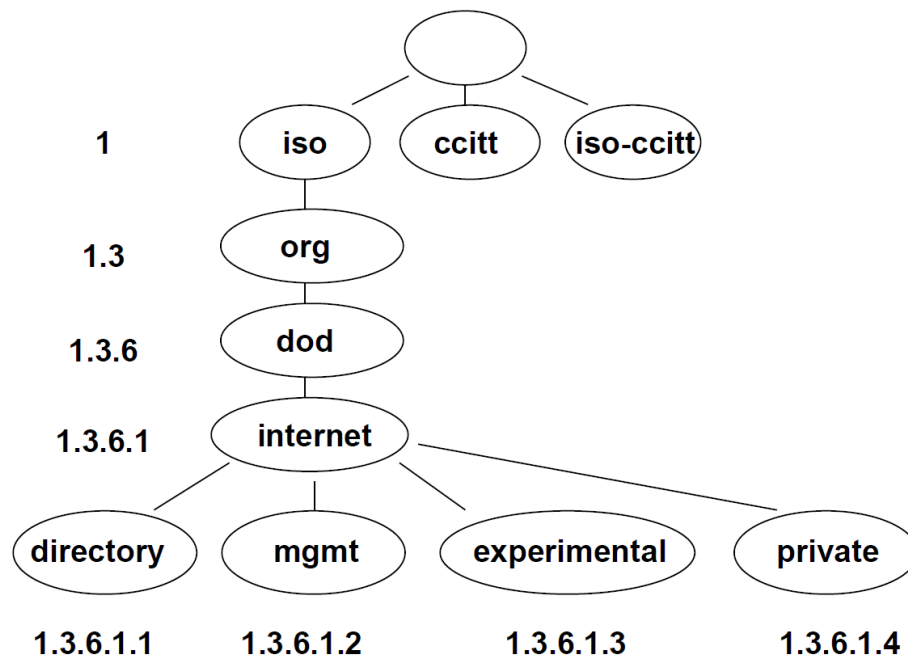 1 iso ccitt iso-ccitt
1.3 org
1.3.6 dod
1.3.6.1 internet
directory mgmt experimental private
1.3.6.1.1 1.3.6.1.2 1.3.6.1.3 1.3.6.1.4